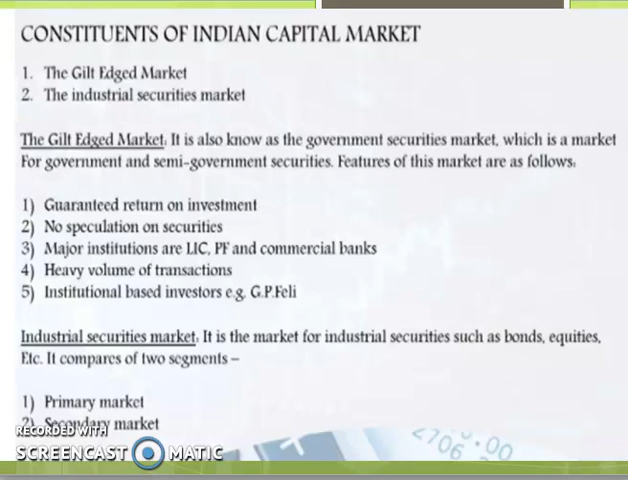 CONSTITUENTS OF INDIAN CAPITAL MARKET
1. The Gilt Edged Market
2. The industrial securities market
The Gilt Edged Market: It is also know as the government securities market, which is a market
For government and semi-government securities. Features of this market are as follows:
1) Guaranteed return on investment
2) No speculation on securities
3) Major institutions are LIC, PF and commercial banks
4) Heavy volume of transactions
5) Institutional based investors e.g. G.P.Feli
Industrial securities market: It is the market for industrial securities such as bonds, equities,
Etc. It compares of two segments –
1) Primary market
2) Secondary market
RECORDED WITH
SCREENCAST MATIC
2706 .00